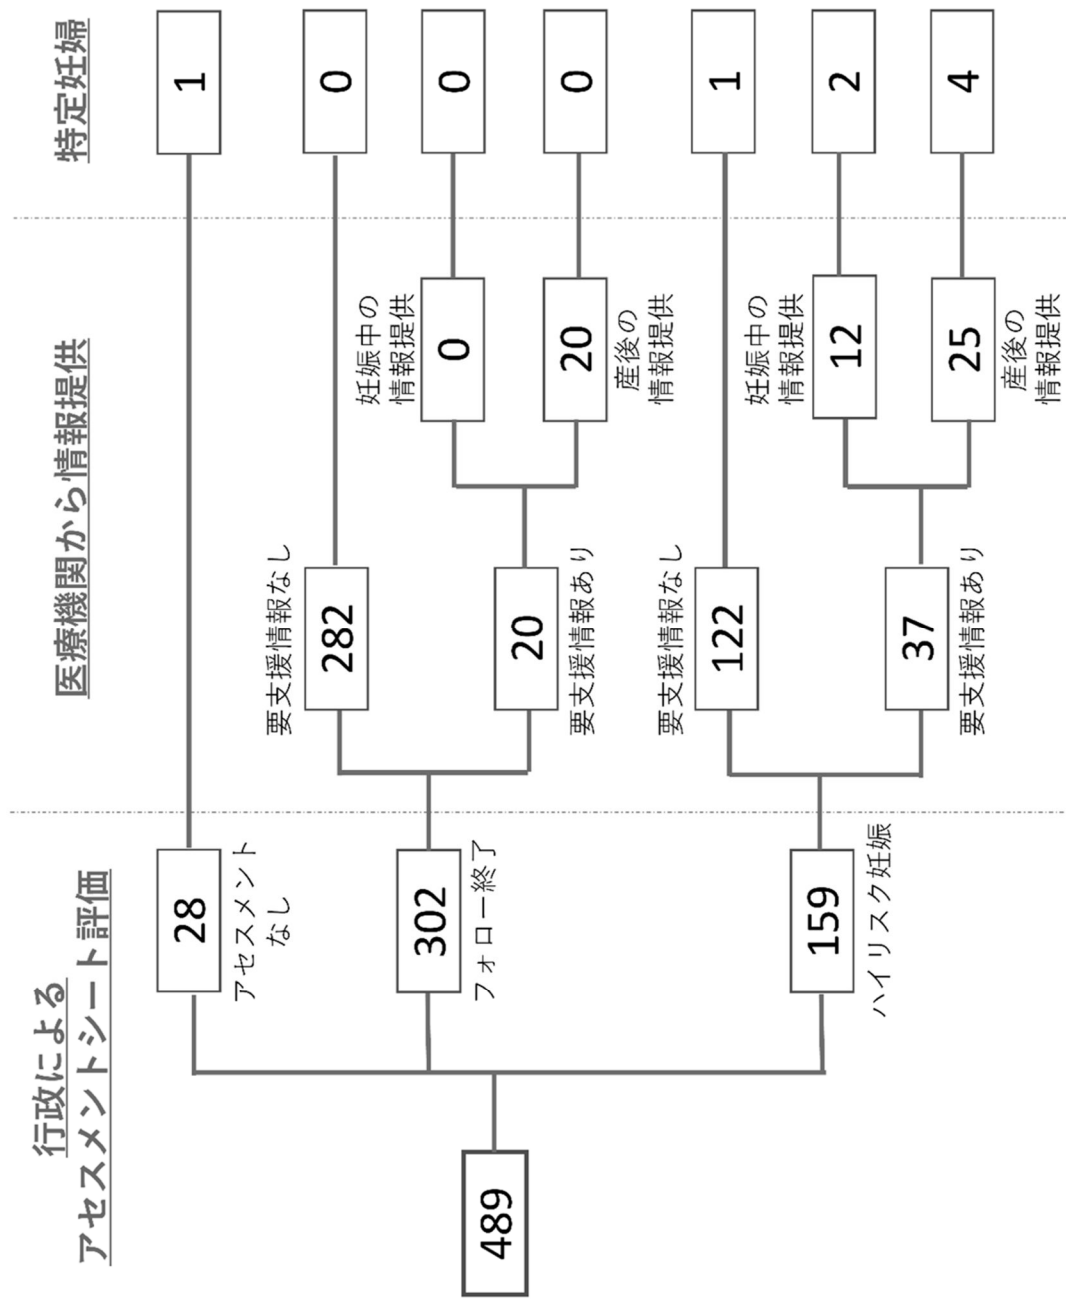 行政による
アセスメントシート評価
医療機関から情報提供
特定妊婦
489
28
アセスメント
なし
1
302
フォロー終了
要支援情報なし
282
0
20
要支援情報あり
妊娠中の
情報提供
0
0
20
産後の
情報提供
0
159
ハイリスク妊娠
要支援情報なし
122
1
37
要支援情報あり
妊娠中の
情報提供
12
2
25
産後の
情報提供
4